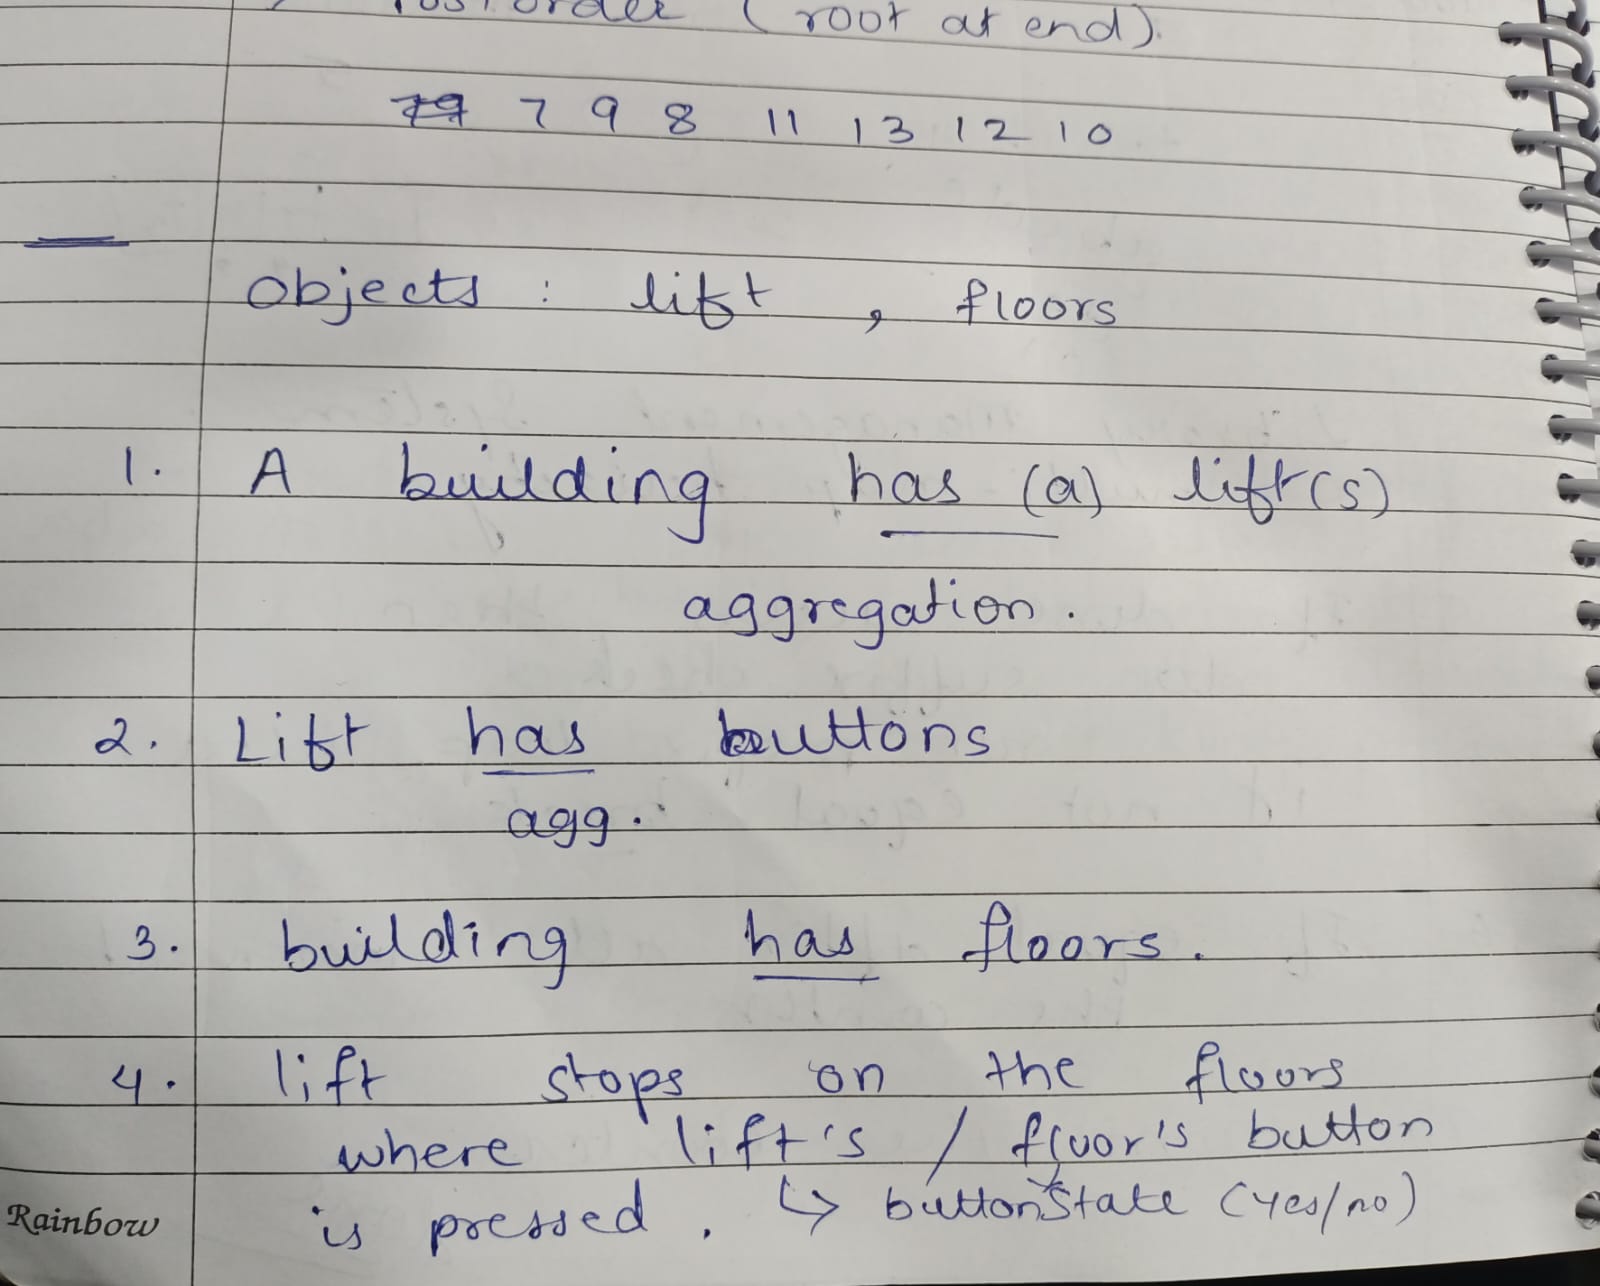 Postorder (root at end).
7 9 8 11 13 12 10
Objects : lift , floors
1. A building has (a) lift(s)
aggregation.
2. Lift has buttons
agg.
3. building has floors.
4. lift stops on the floors
where lift's / floor's button
is pressed. ↳ buttonState (Yes/no)
Rainbow